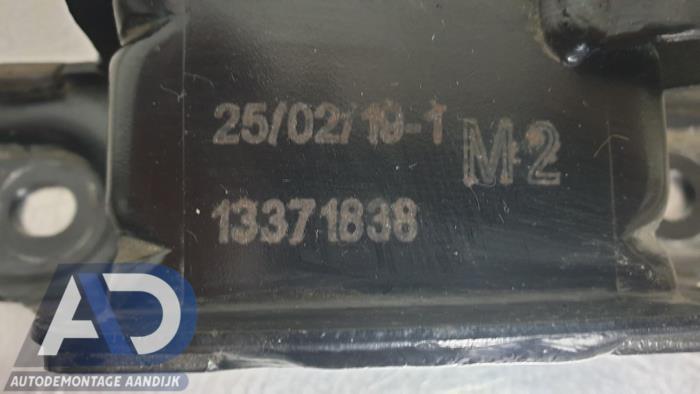 25/02/19-1
M2
13371838
AD
AUTODEMONTAGE AANDIJK